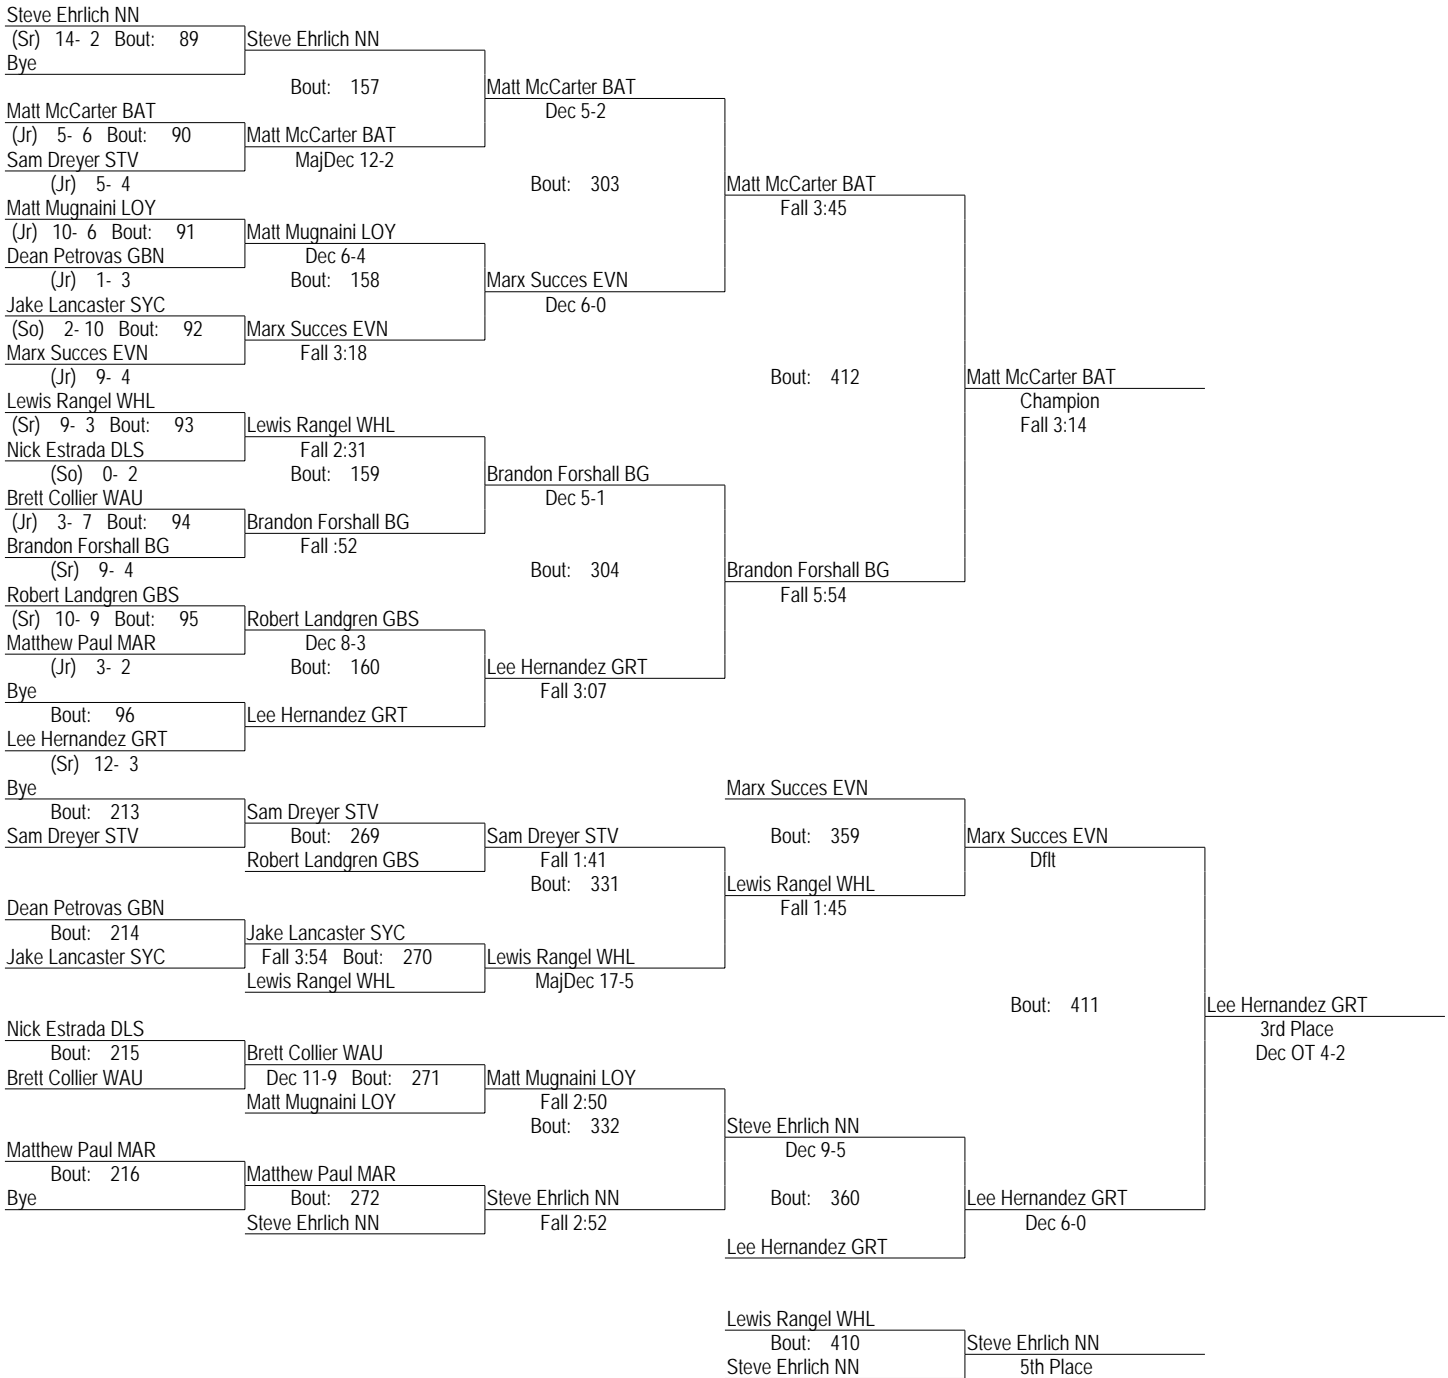 Steve Ehrlich NN
(Sr) 14- 2 Bout: 89 Steve Ehrlich NN
Bye
Bout: 157 Matt McCarter BAT
Matt McCarter BAT Dec 5-2
(Jr) 5- 6 Bout: 90 Matt McCarter BAT
Sam Dreyer STV MajDec 12-2
(Jr) 5- 4 Bout: 303 Matt McCarter BAT
Matt Mugnaini LOY Fall 3:45
(Jr) 10- 6 Bout: 91 Matt Mugnaini LOY
Dean Petrovas GBN Dec 6-4
(Jr) 1- 3 Bout: 158 Marx Succes EVN
Jake Lancaster SYC Dec 6-0
(So) 2- 10 Bout: 92 Marx Succes EVN
Marx Succes EVN Fall 3:18
(Jr) 9- 4 Bout: 412 Matt McCarter BAT
Lewis Rangel WHL Champion
(Sr) 9- 3 Bout: 93 Lewis Rangel WHL Fall 3:14
Nick Estrada DLS Fall 2:31
(So) 0- 2 Bout: 159 Brandon Forshall BG
Brett Collier WAU Dec 5-1
(Jr) 3- 7 Bout: 94 Brandon Forshall BG
Brandon Forshall BG Fall :52
(Sr) 9- 4 Bout: 304 Brandon Forshall BG
Robert Landgren GBS Fall 5:54
(Sr) 10- 9 Bout: 95 Robert Landgren GBS
Matthew Paul MAR Dec 8-3
(Jr) 3- 2 Bout: 160 Lee Hernandez GRT
Bye Fall 3:07
Bout: 96 Lee Hernandez GRT
Lee Hernandez GRT
(Sr) 12- 3
Bye Marx Succes EVN
Bout: 213 Sam Dreyer STV
Sam Dreyer STV Bout: 269 Sam Dreyer STV Bout: 359 Marx Succes EVN
Robert Landgren GBS Fall 1:41 Dflt
Bout: 331 Lewis Rangel WHL
Dean Petrovas GBN Fall 1:45
Bout: 214 Jake Lancaster SYC
Jake Lancaster SYC Fall 3:54 Bout: 270 Lewis Rangel WHL
Lewis Rangel WHL MajDec 17-5
Bout: 411 Lee Hernandez GRT
Nick Estrada DLS 3rd Place
Bout: 215 Brett Collier WAU Dec OT 4-2
Brett Collier WAU Dec 11-9 Bout: 271 Matt Mugnaini LOY
Matt Mugnaini LOY Fall 2:50
Bout: 332 Steve Ehrlich NN
Matthew Paul MAR Dec 9-5
Bout: 216 Matthew Paul MAR
Bye Bout: 272 Steve Ehrlich NN Bout: 360 Lee Hernandez GRT
Steve Ehrlich NN Fall 2:52 Dec 6-0
Lee Hernandez GRT
Lewis Rangel WHL
Bout: 410 Steve Ehrlich NN
Steve Ehrlich NN 5th Place